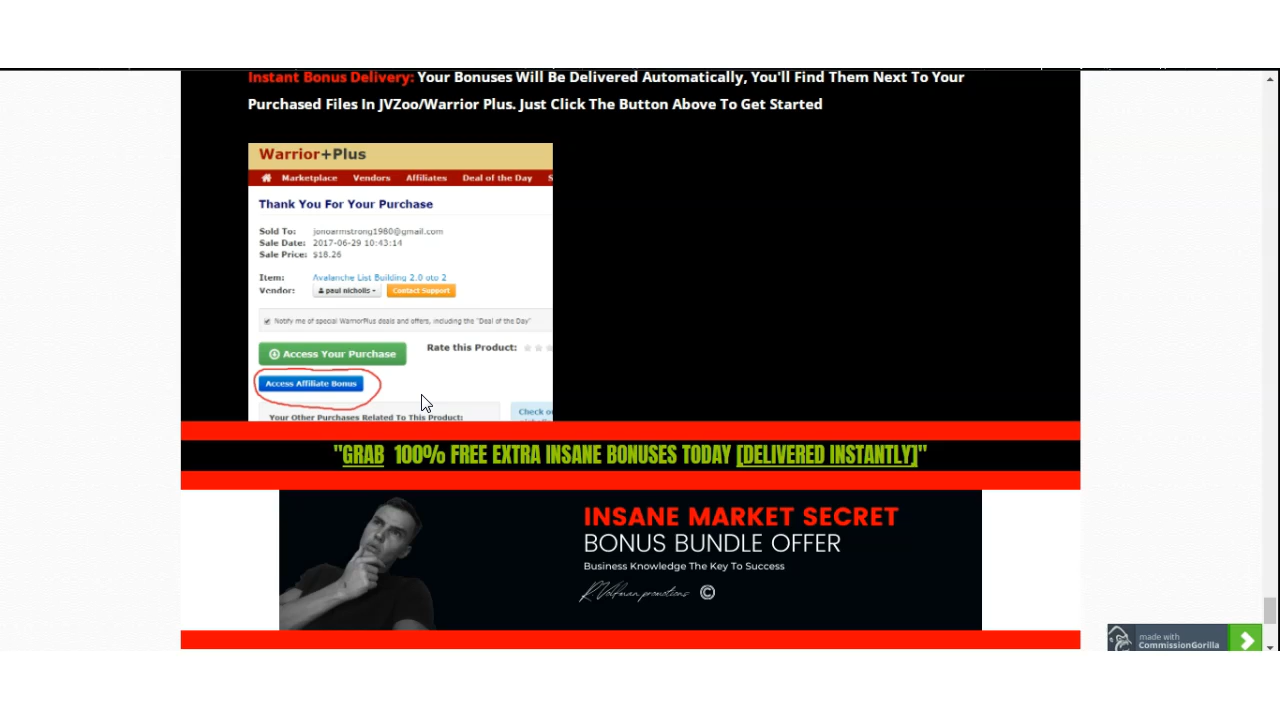 Instant Bonus Delivery: Your Bonuses Will Be Delivered Automatically, You'll Find Them Next To Your
Purchased Files In JVZoo/Warrior Plus. Just Click The Button Above To Get Started
Warrior+Plus
Marketplace Vendors Affiliates Deal of the Day S
Thank You For Your Purchase
Sold To: jonoarmstrong1980@gmail.com
Sale Date: 2017-06-29 10:43:14
Sale Price: $18.26
Item: Avalanche List Building 2.0 oto 2
Vendor: paul nicholls Contact Support
Notify me of special WarriorPlus deals and offers, including the "Deal of the Day"
Access Your Purchase Rate this Product:
Access Affiliate Bonus
Your Other Purchases Related To This Product: Check ou
"GRAB 100% FREE EXTRA INSANE BONUSES TODAY [DELIVERED INSTANTLY]"
INSANE MARKET SECRET
BONUS BUNDLE OFFER
Business Knowledge The Key To Success
promotions ©
made with
CommissionGorilla